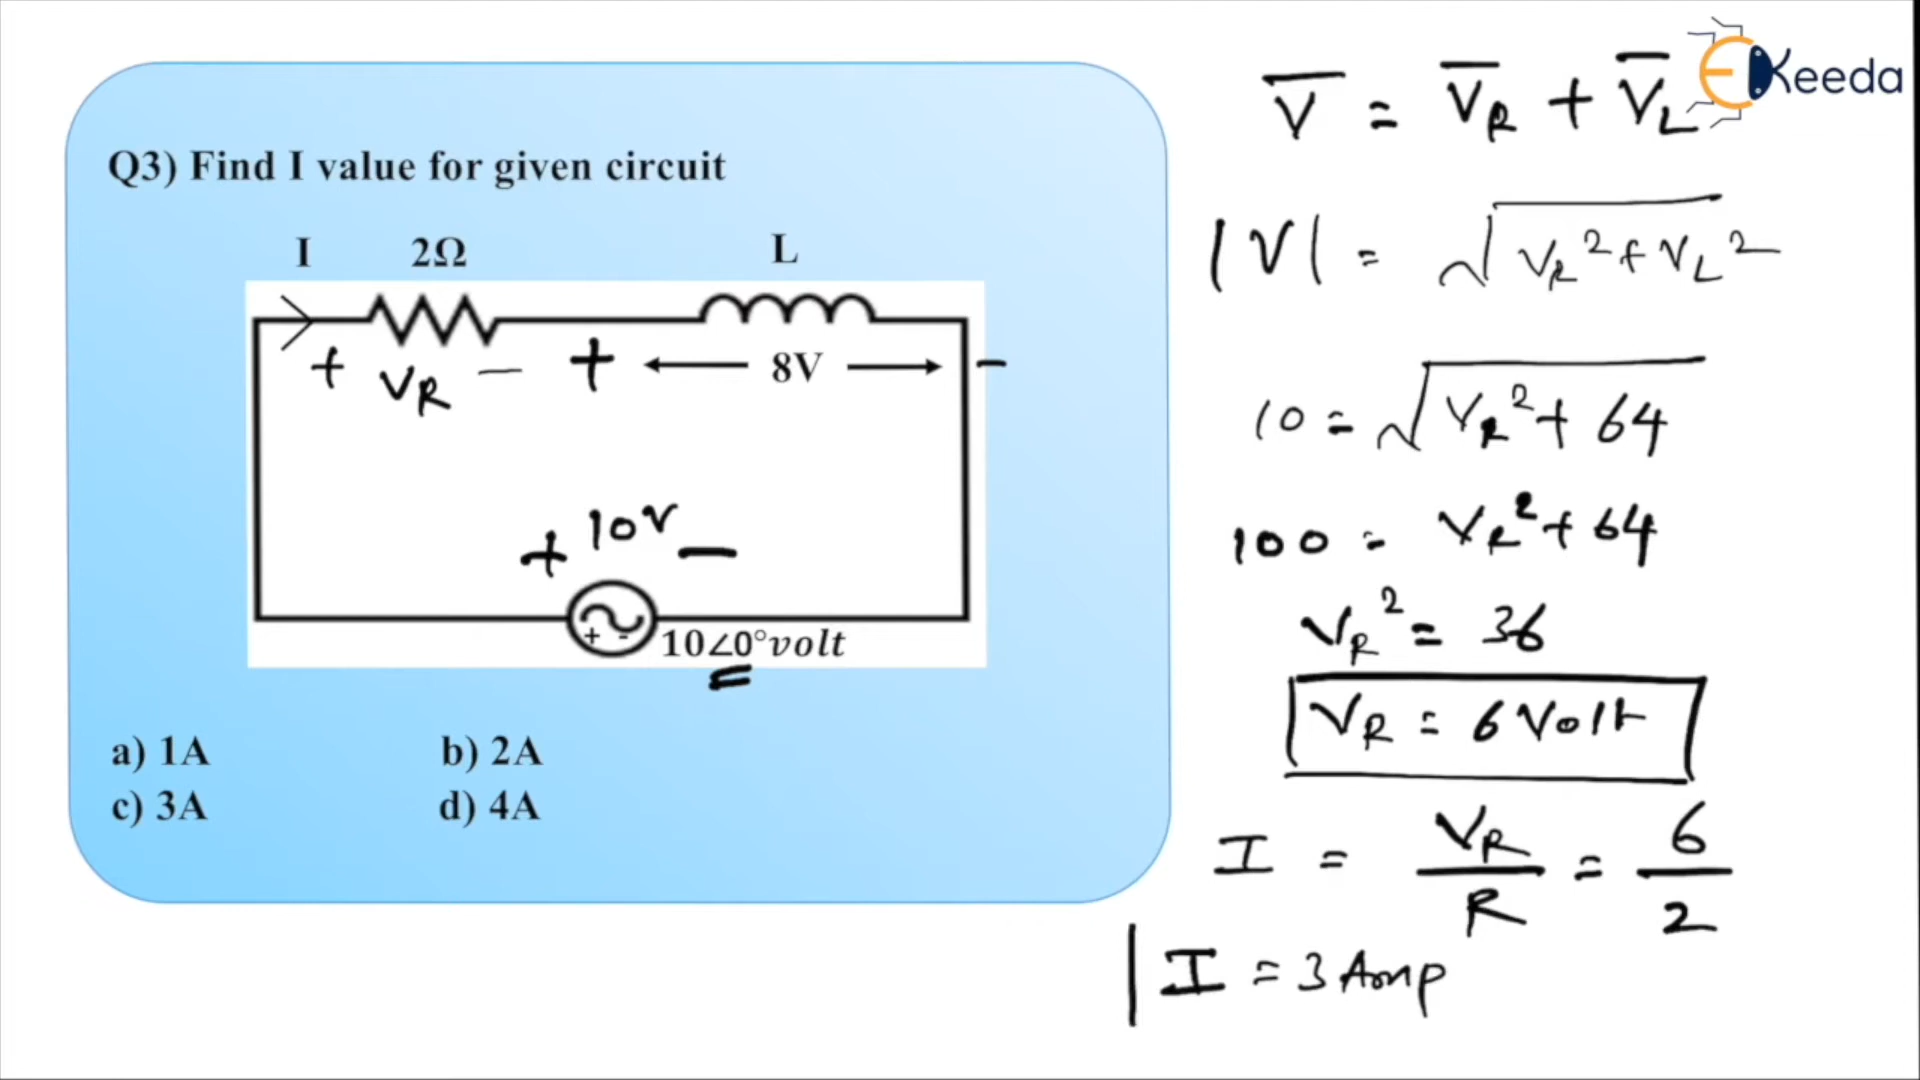 Keeda
Q3) Find I value for given circuit
I 2Ω L
+ VR − + 8V −
+ 10V −
+ -
10∠0°volt
a) 1A b) 2A
c) 3A d) 4A
V̅ = V̅R + V̅L
|V| = √VR² + VL²
10 = √VR² + 64
100 = VR² + 64
VR² = 36
VR = 6 Volt
I = VR/R = 6/2
I = 3 Amp